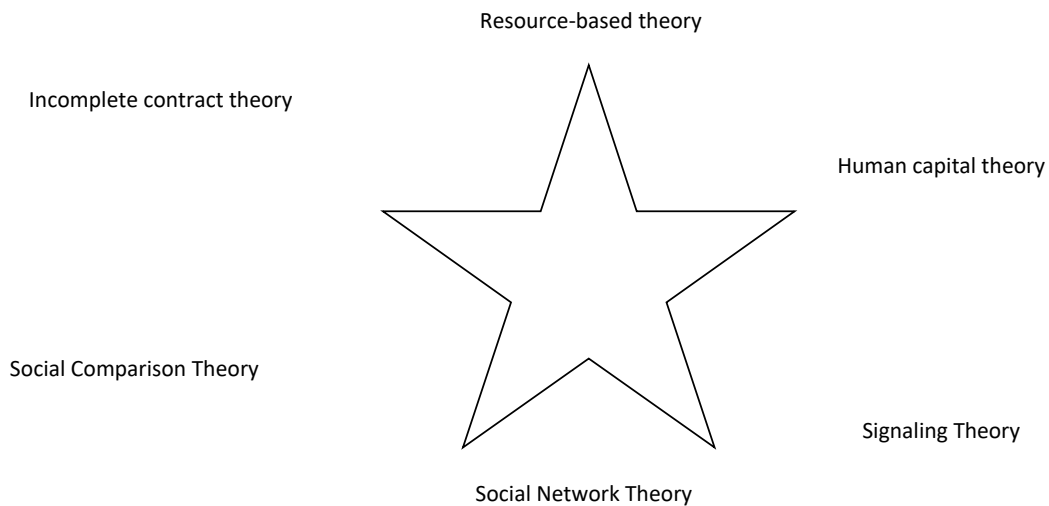 Resource-based theory
Incomplete contract theory
Human capital theory
Social Comparison Theory
Signaling Theory
Social Network Theory